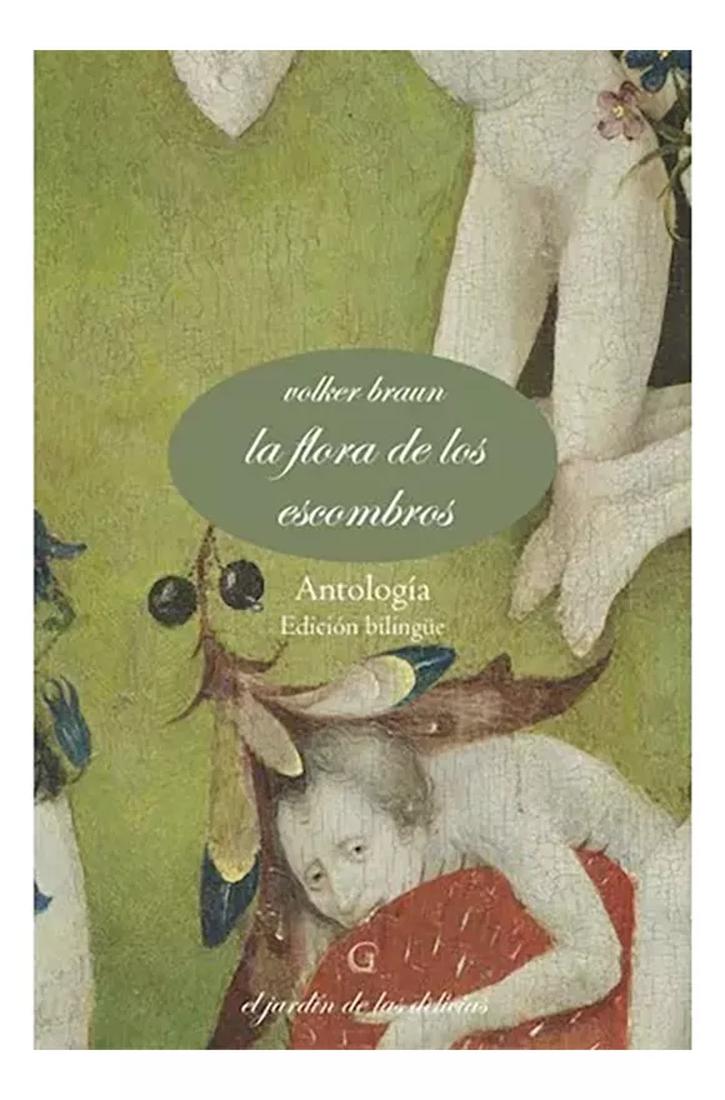 volker braun
la flora de los
escombros
Antología
Edición bilingüe
G
el jardín de las delicias